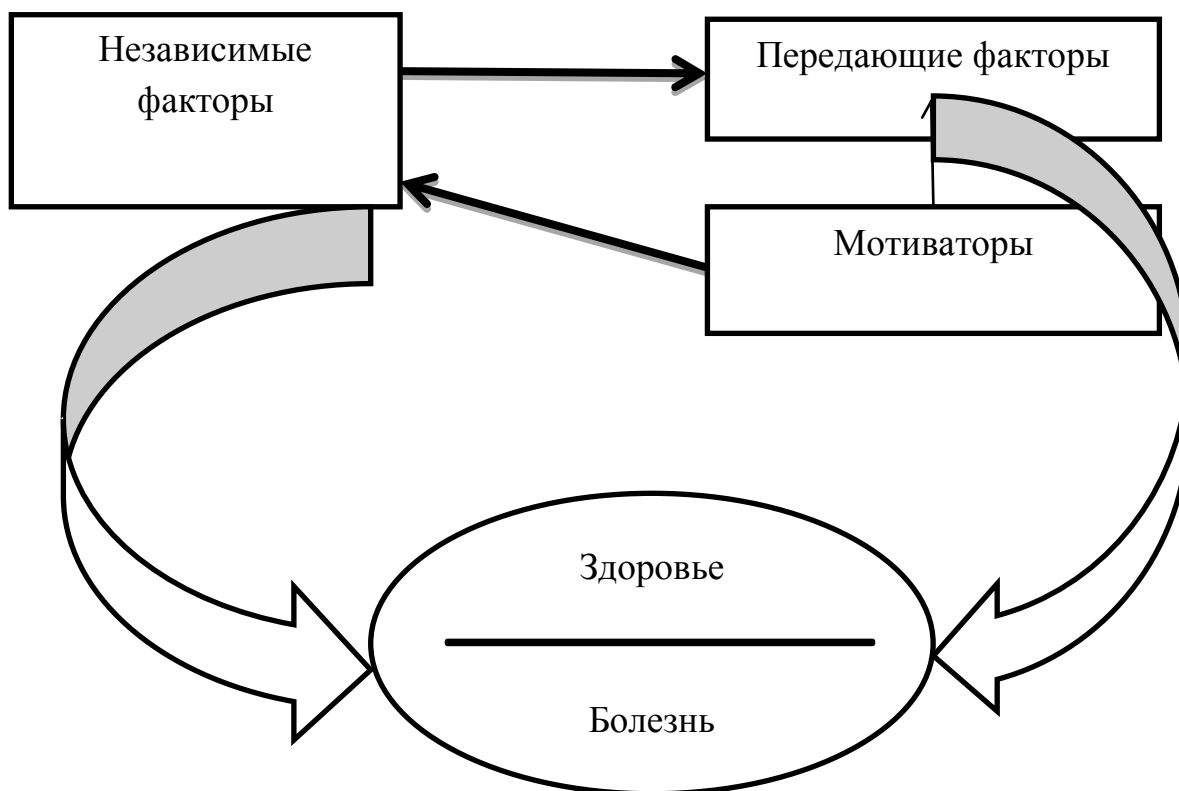 Независимые
факторы
Передающие факторы
Мотиваторы
Здоровье
Болезнь